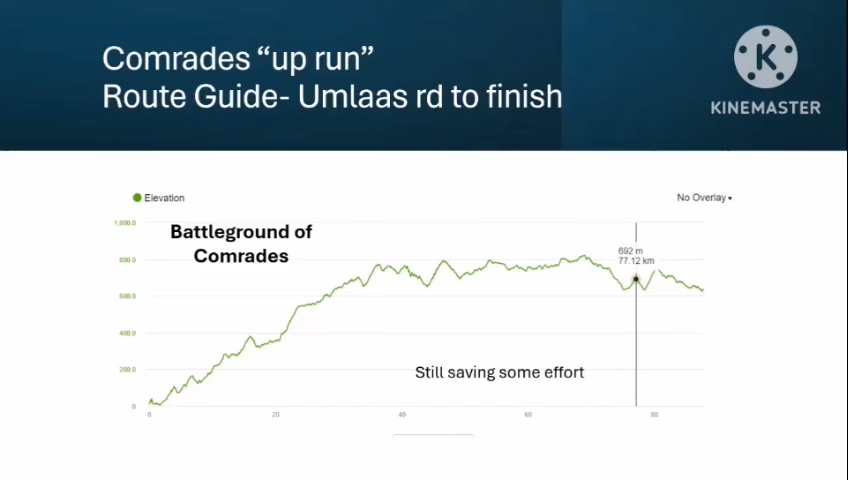 Comrades “up run”
Route Guide- Umlaas rd to finish
KINEMASTER
Elevation
No Overlay
1,000.0
Battleground of
Comrades
692 m
77.12 km
800.0
600.0
400.0
Still saving some effort
200.0
0
0 20 40 60 80